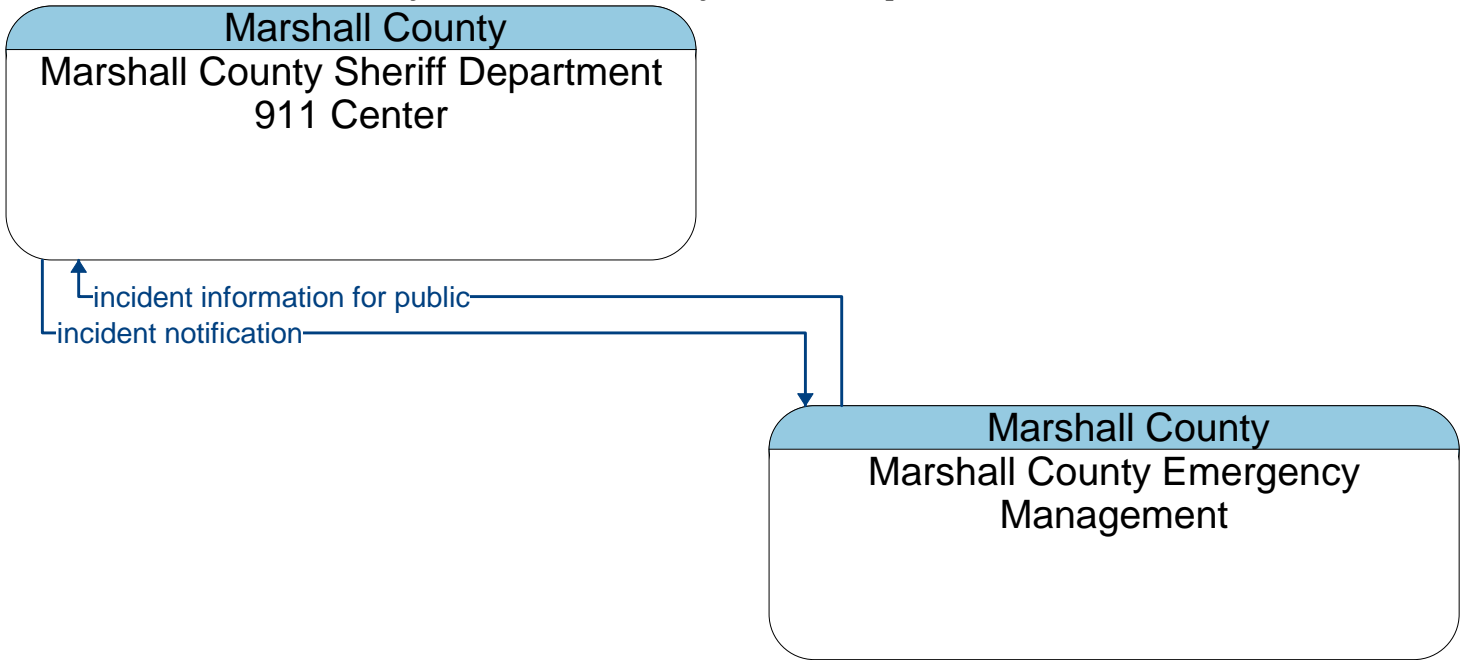 Marshall County
Marshall County Sheriff Department
911 Center
incident information for public
incident notification
Marshall County
Marshall County Emergency
Management